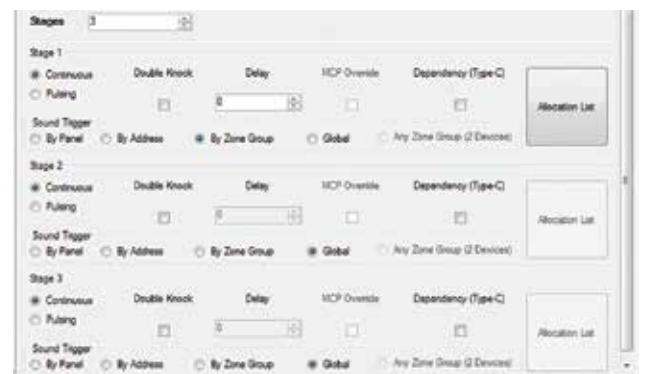 Stages 3
Stage 1
Continuous Double Knock Delay MCP Override Dependency (Type-C)
Pulsing 0 Allocation List
Sound Trigger
By Panel By Address By Zone Group Global Any Zone Group (2 Devices)
Stage 2
Continuous Double Knock Delay MCP Override Dependency (Type-C)
Pulsing 0 Allocation List
Sound Trigger
By Panel By Address By Zone Group Global Any Zone Group (2 Devices)
Stage 3
Continuous Double Knock Delay MCP Override Dependency (Type-C)
Pulsing 0 Allocation List
Sound Trigger
By Panel By Address By Zone Group Global Any Zone Group (2 Devices)